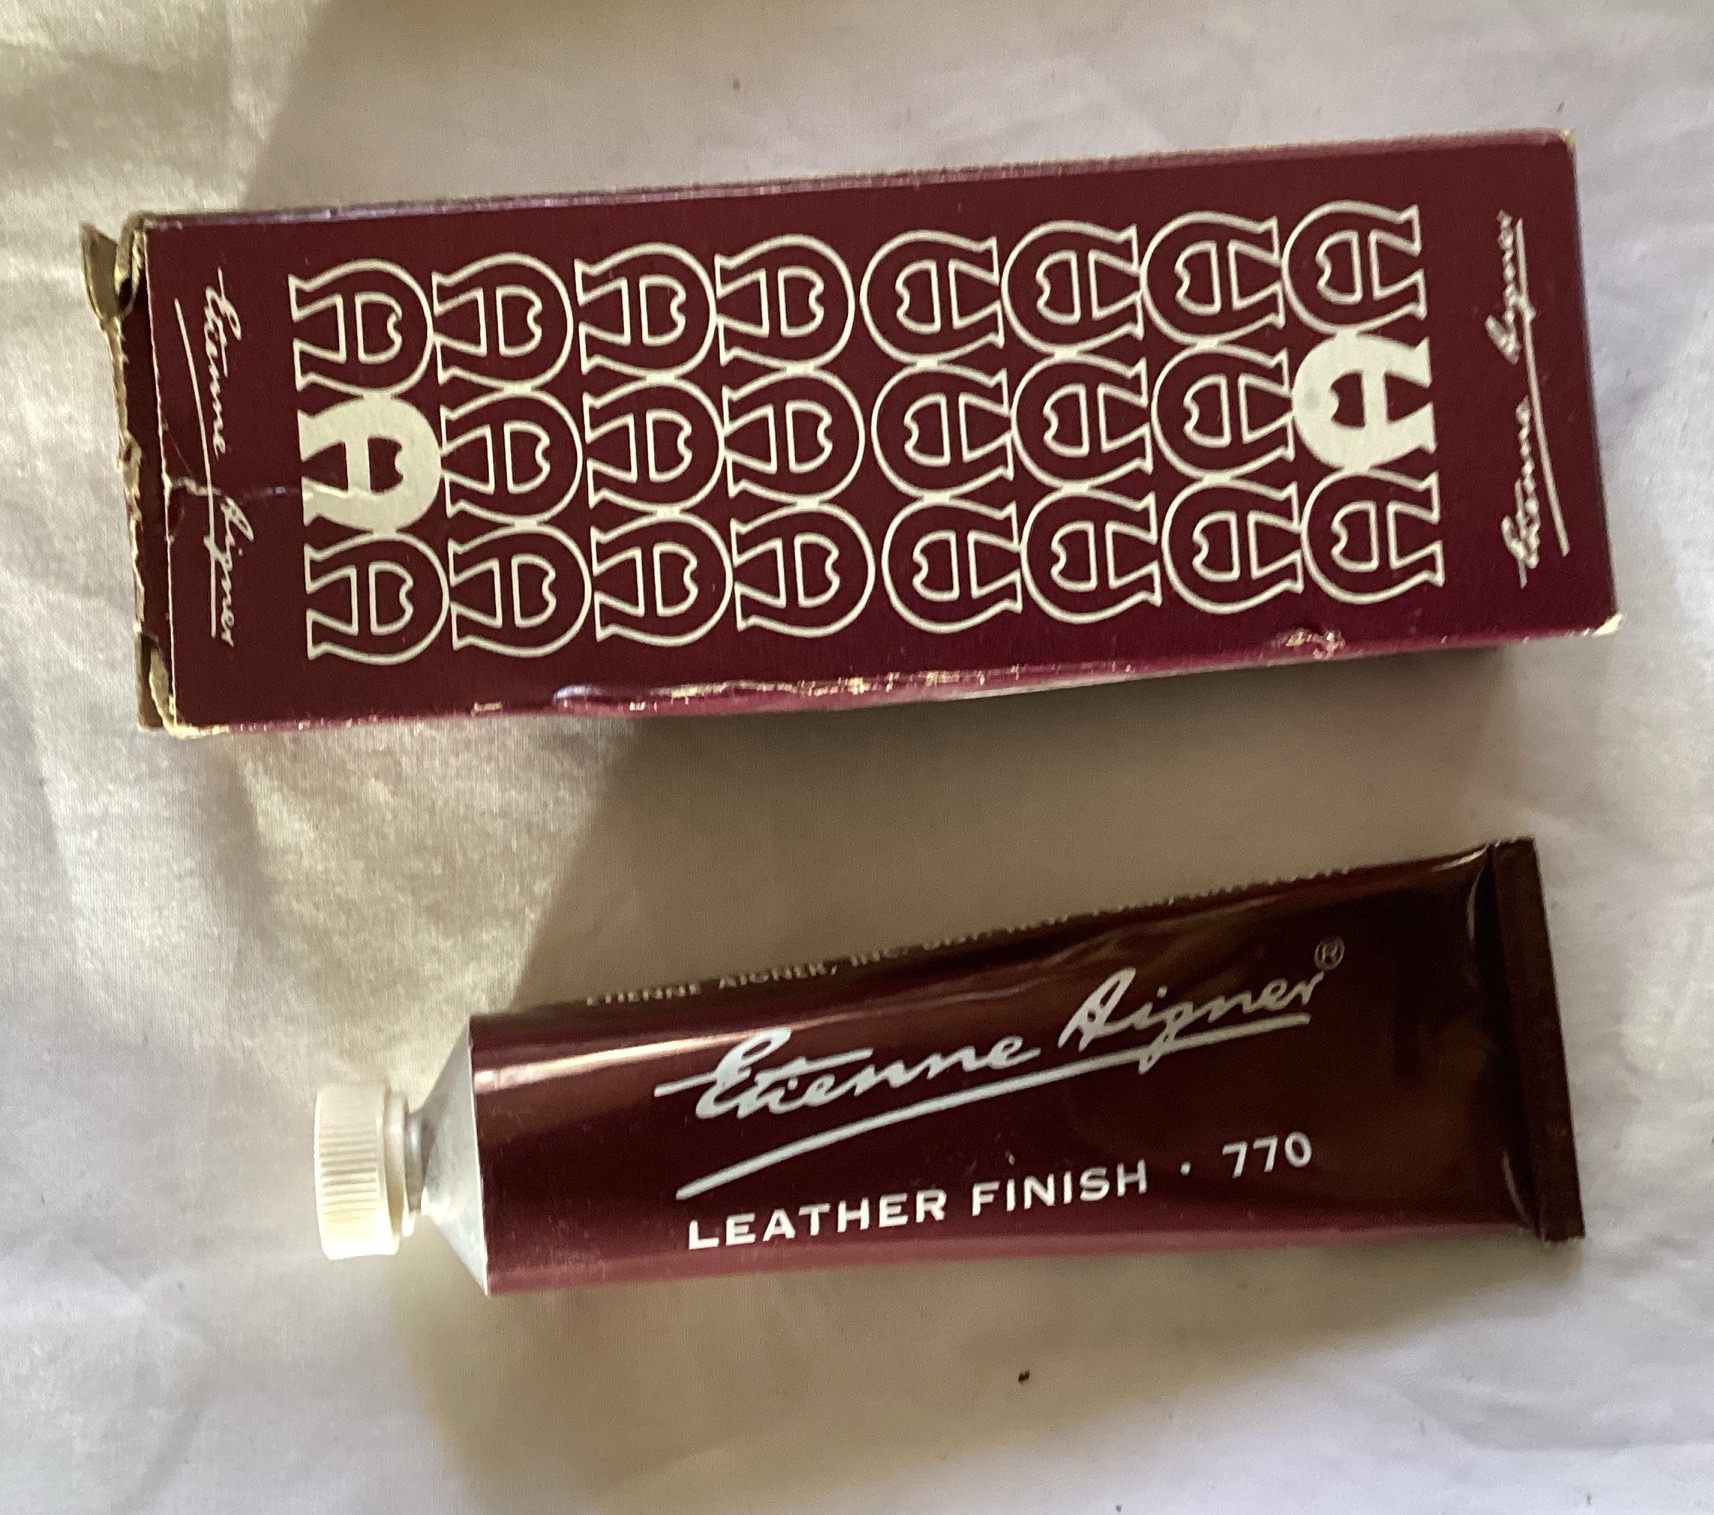 Etienne Aigner
A A A A A A A A
A A A A A A A A
A A A A A A A A
Etienne Aigner
ETIENNE AIGNER, INC.
Etienne Aigner®
LEATHER FINISH · 770